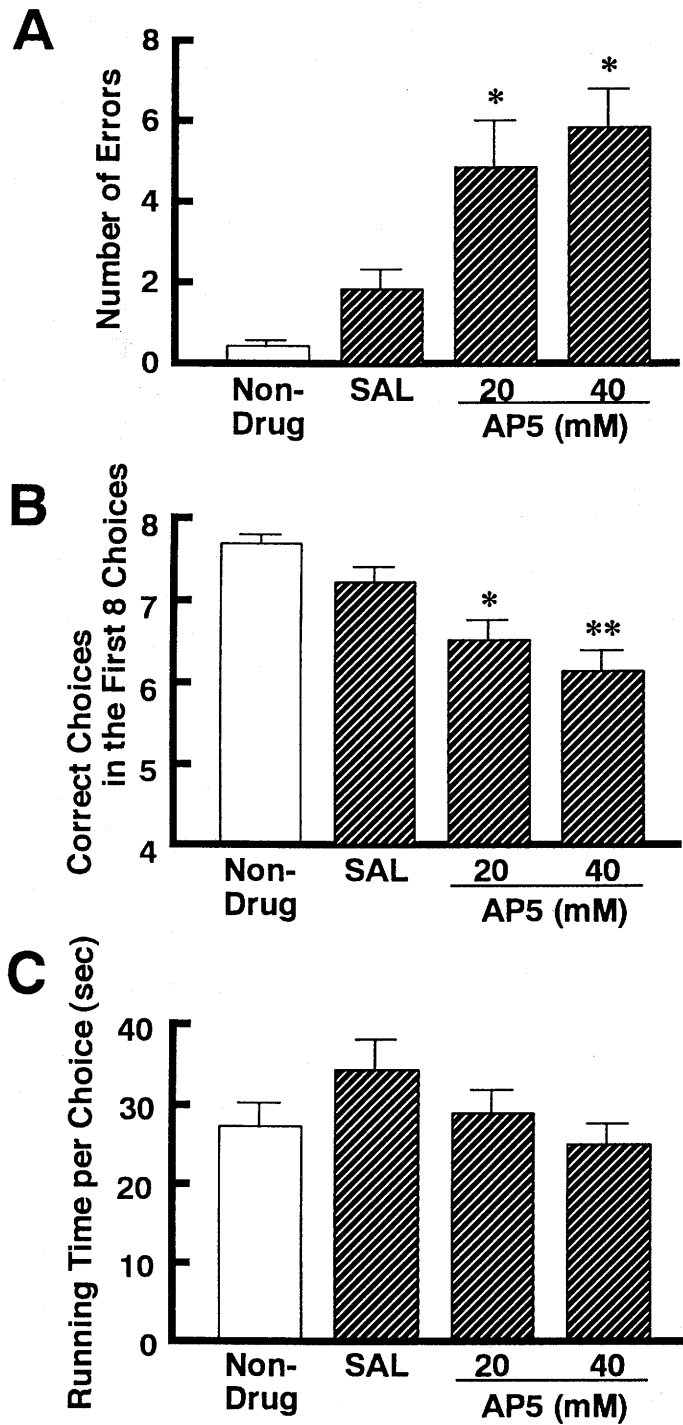 A
Number of Errors
8
6
4
2
0
*
*
Non-
Drug
SAL
20
40
AP5 (mM)
B
Correct Choices
in the First 8 Choices
8
7
6
5
4
*
**
Non-
Drug
SAL
20
40
AP5 (mM)
C
Running Time per Choice (sec)
40
30
20
10
0
Non-
Drug
SAL
20
40
AP5 (mM)